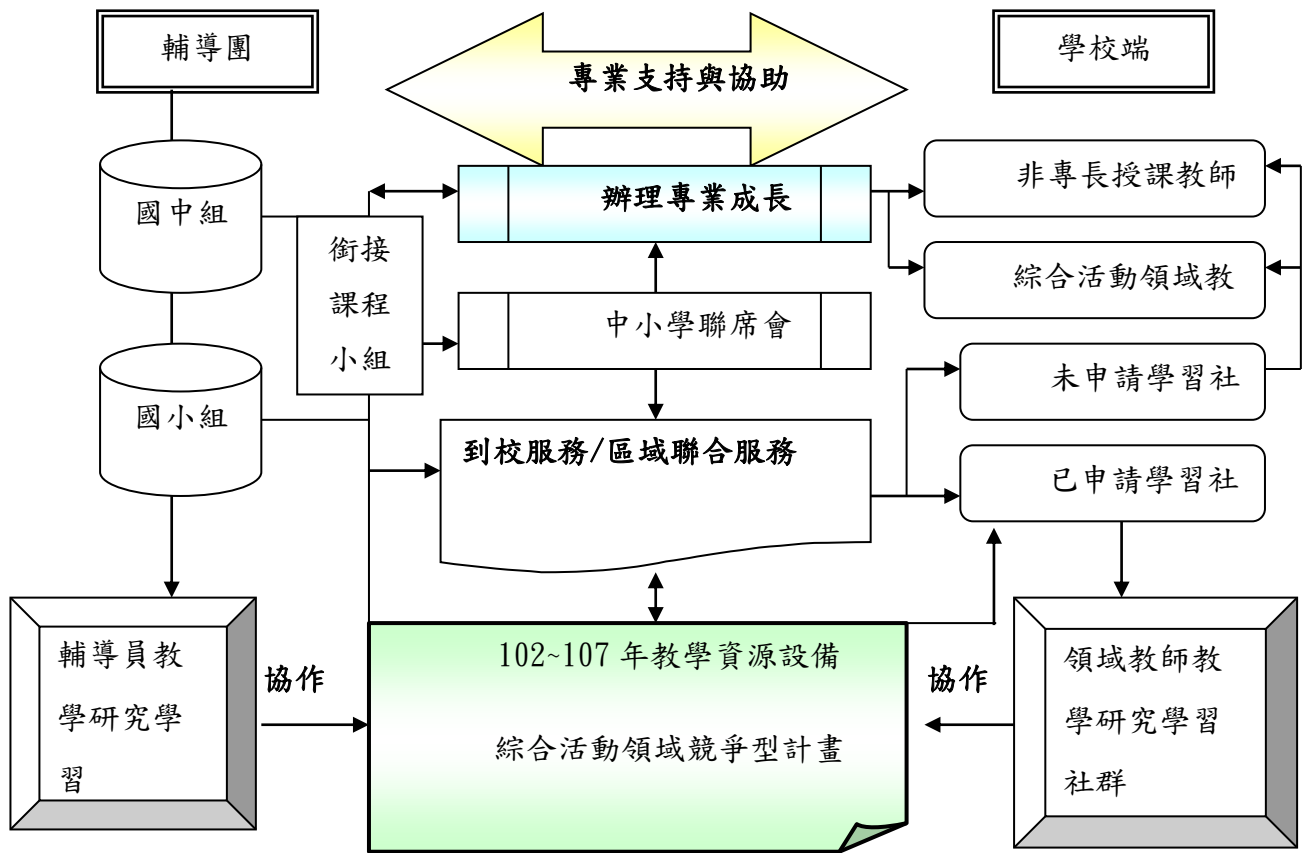 輔導團
專業支持與協助
學校端
國中組
銜接
課程
小組
辦理專業成長
非專長授課教師
綜合活動領域教
中小學聯席會
國小組
未申請學習社
到校服務/區域聯合服務
已申請學習社
輔導員教
學研究學
習
協作
102~107 年教學資源設備
綜合活動領域競爭型計畫
協作
領域教師教
學研究學習
社群